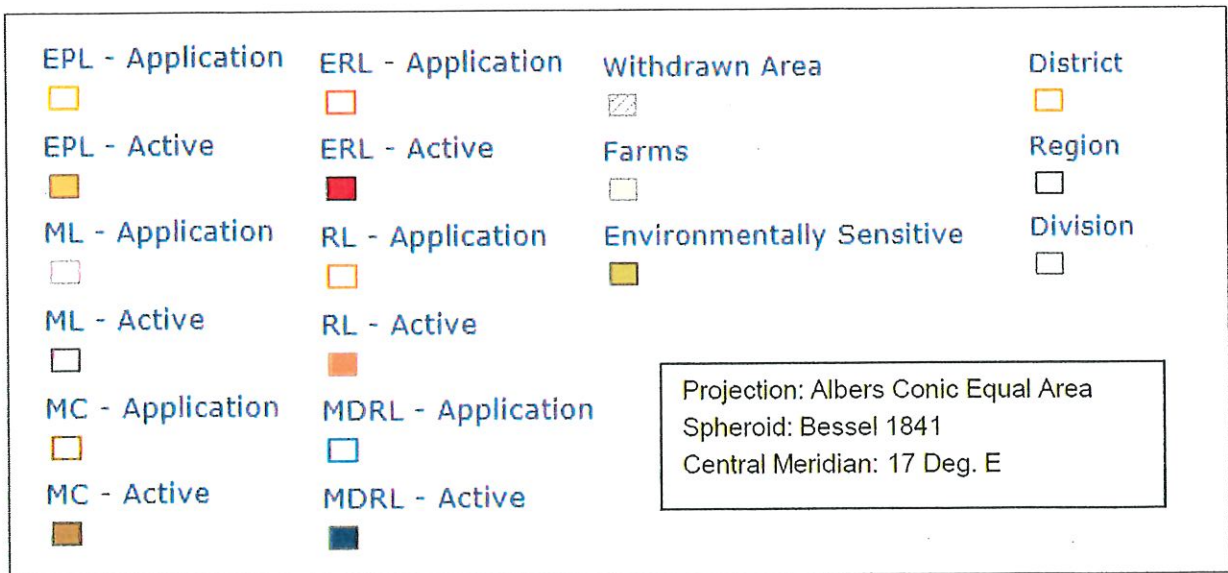 EPL - Application
EPL - Active
ML - Application
ML - Active
MC - Application
MC - Active
ERL - Application
ERL - Active
RL - Application
RL - Active
MDRL - Application
MDRL - Active
Withdrawn Area
Farms
Environmentally Sensitive
District
Region
Division
Projection: Albers Conic Equal Area
Spheroid: Bessel 1841
Central Meridian: 17 Deg. E